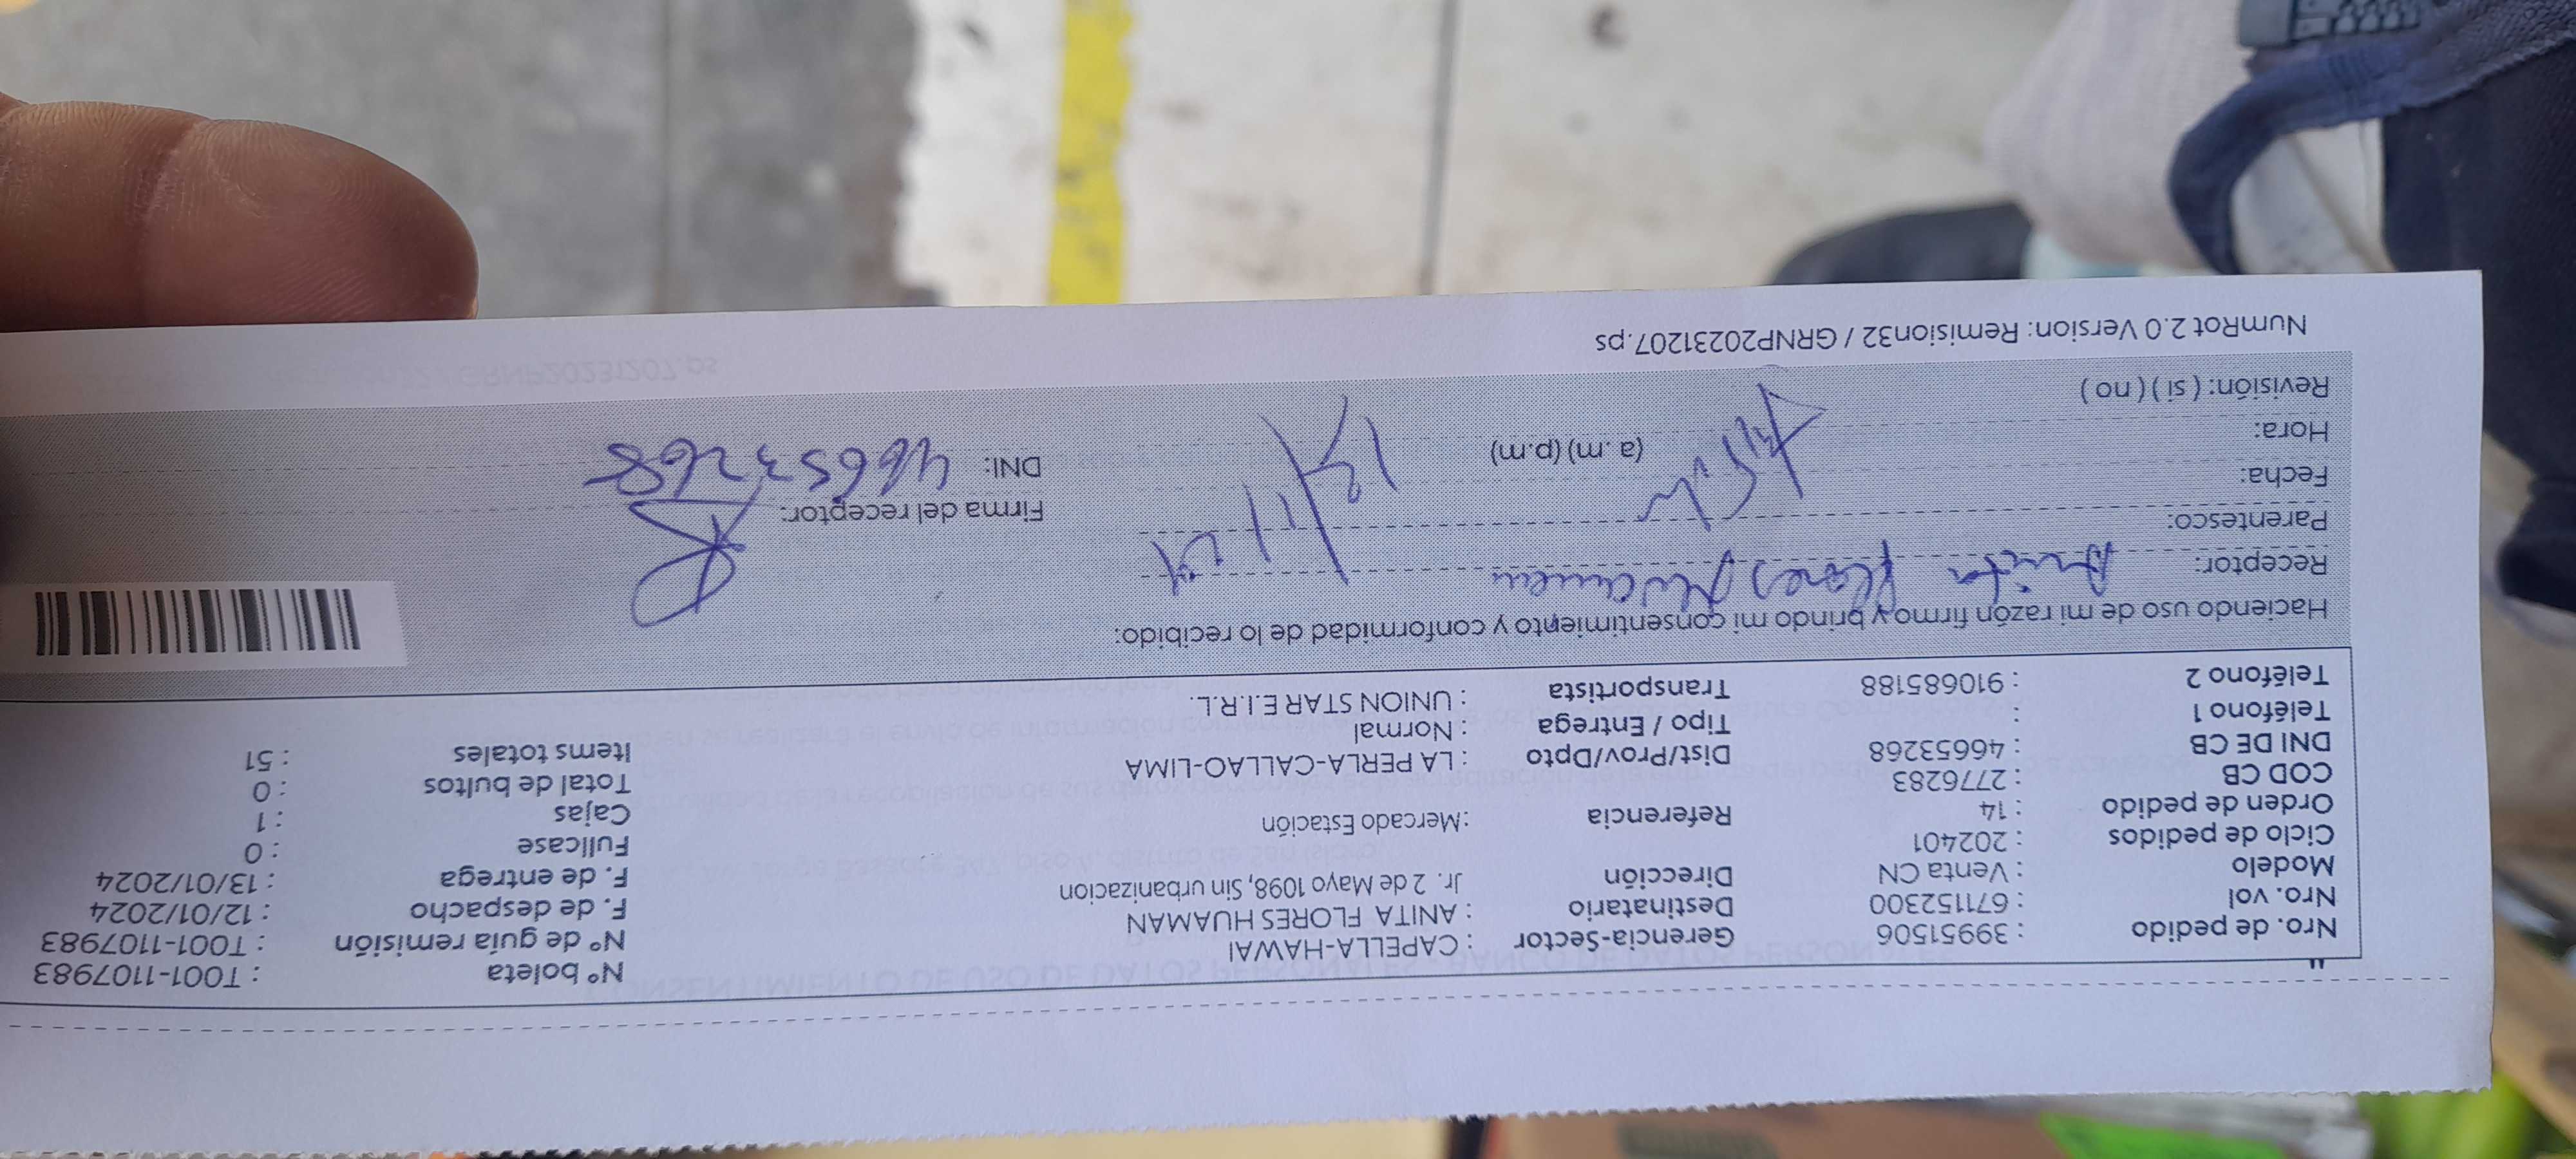 Nro. de pedido : 39951506 Gerencia-Sector : CAPELLA-HAWAI N° boleta : T001-1107983
Nro. vol : 671152300 Destinatario : ANITA FLORES HUAMAN N° de guía remisión : T001-1107983
Modelo : Venta CN Dirección Jr. 2 de Mayo 1098, Sin urbanizacion F. de despacho : 12/01/2024
Ciclo de pedidos : 202401 F. de entrega : 13/01/2024
Orden de pedido : 14 Referencia :Mercado Estación Fullcase : 0
COD CB : 2776283 Cajas : 1
DNI DE CB : 46653268 Dist/Prov/Dpto : LA PERLA-CALLAO-LIMA Total de bultos : 0
Teléfono 1 : Tipo / Entrega : Normal Items totales : 51
Teléfono 2 : 910685188 Transportista : UNION STAR E.I.R.L.
Haciendo uso de mi razón firmo y brindo mi consentimiento y conformidad de lo recibido:
Receptor: Anita Flores Huaman
Parentesco:
Fecha: Firma del receptor:
Hora: (a. m) (p.m) DNI: 46653268
Revisión: ( si ) ( no )
NumRot 2.0 Version: Remision32 / GRNP20231207.ps